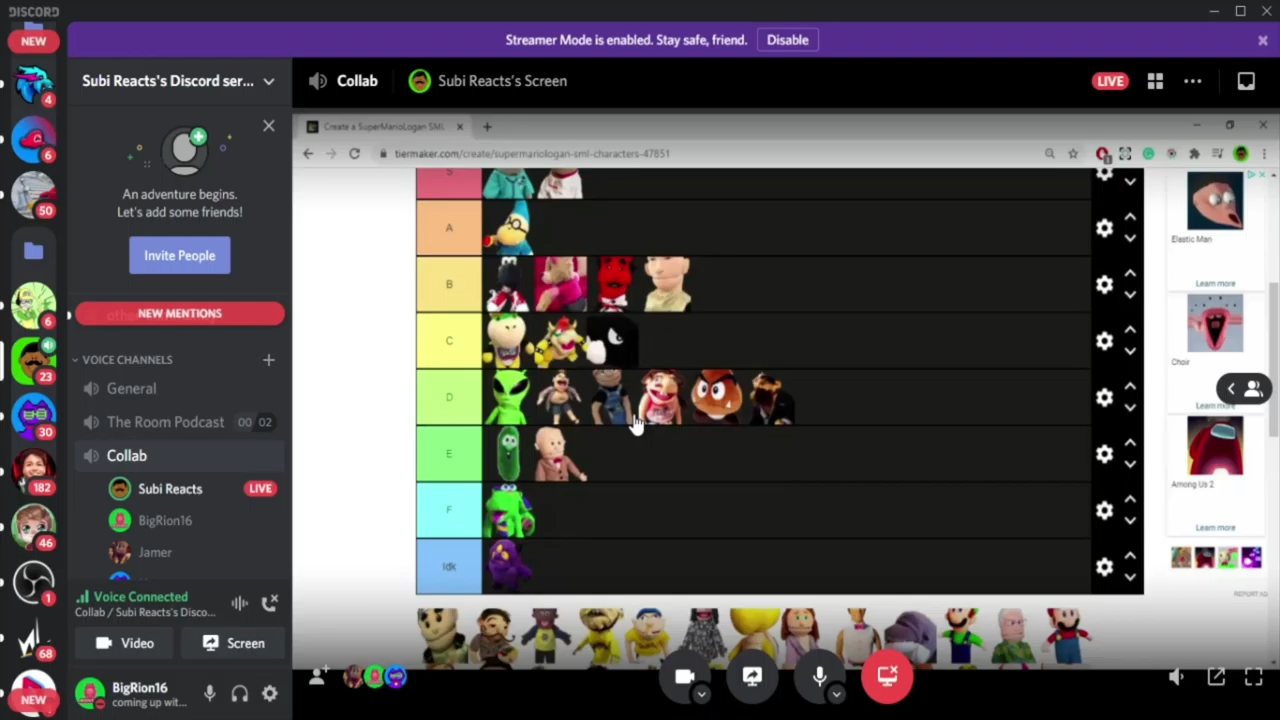 DISCORD
NEW
4
6
50
6
23
30
182
46
1
68
NEW
Streamer Mode is enabled. Stay safe, friend.
Disable
Subi Reacts's Discord ser...
An adventure begins.
Let's add some friends!
Invite People
NEW MENTIONS
VOICE CHANNELS
General
The Room Podcast
00 02
Collab
Subi Reacts
LIVE
BigRion16
Jamer
Voice Connected
Collab / Subi Reacts's Disco...
Video
Screen
BigRion16
coming up wit...
Collab
Subi Reacts's Screen
LIVE
Create a SuperMarioLogan SML
tiermaker.com/create/supermariologan-sml-characters-47851
S
A
B
C
D
E
F
Idk
Elastic Man
Learn more
Choir
Learn more
Among Us 2
Learn more
REPORT AD